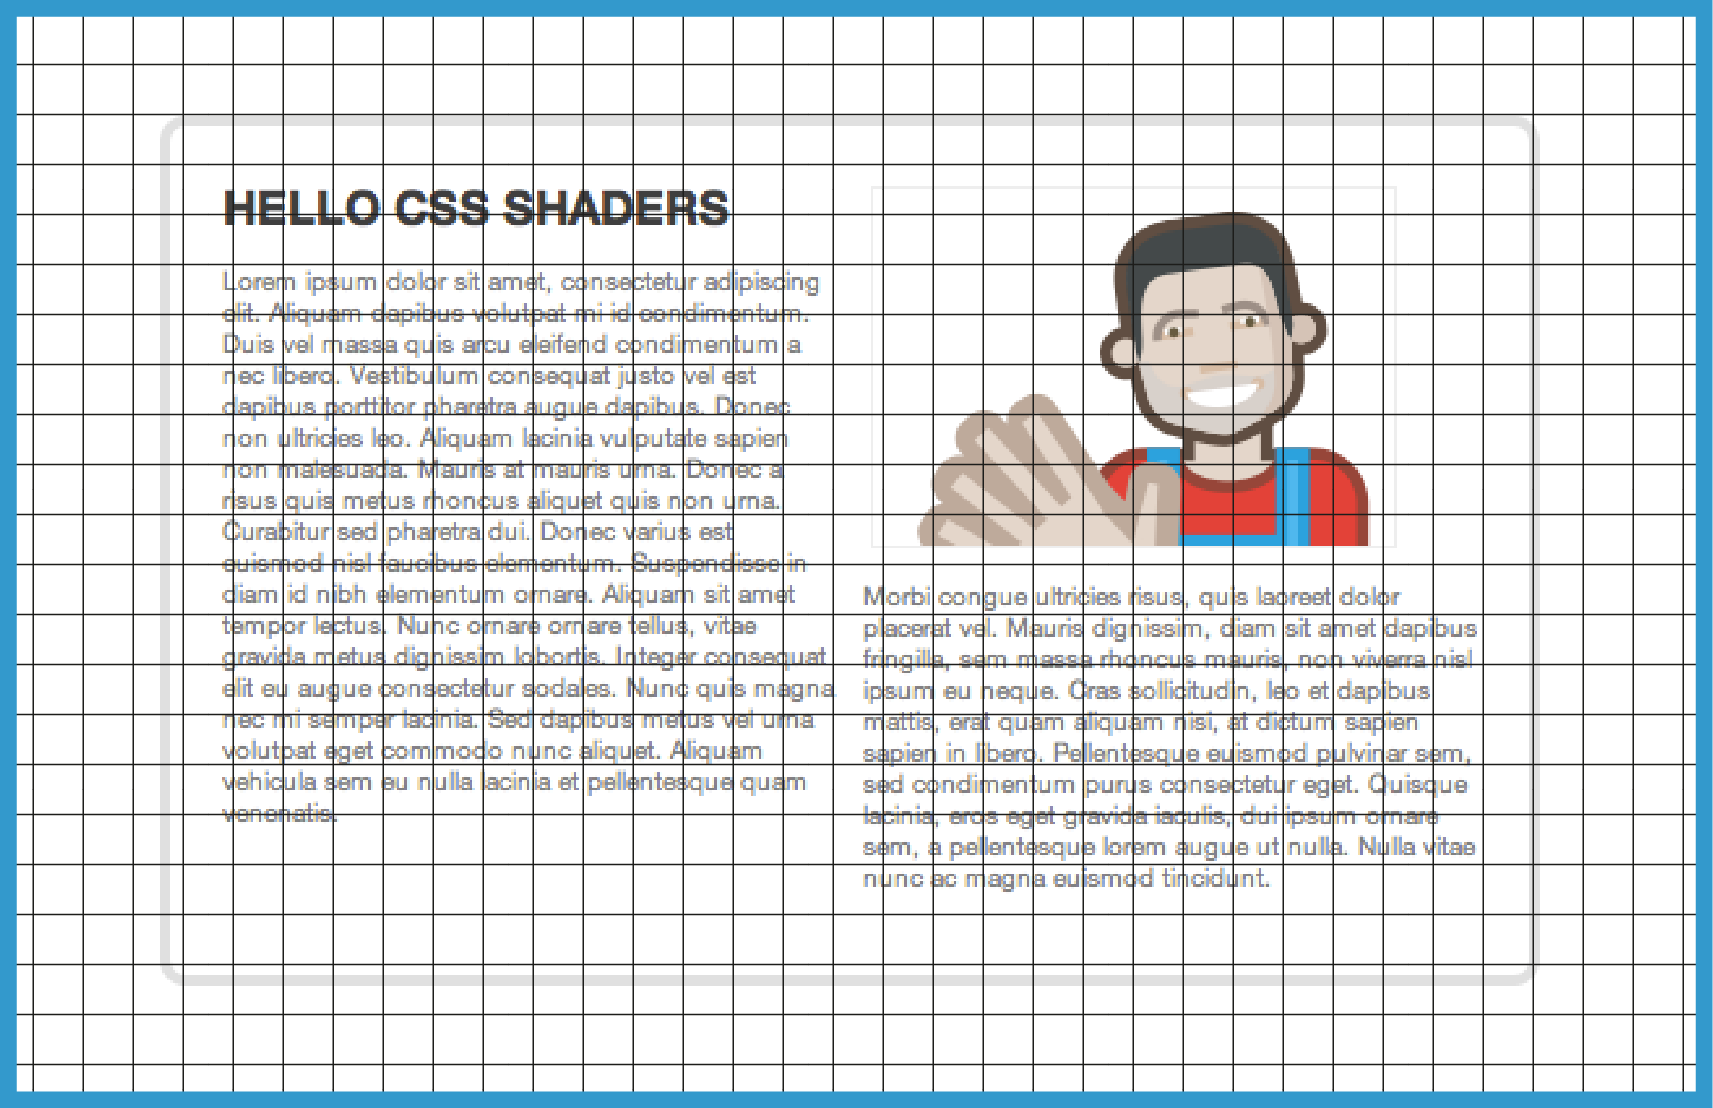 HELLO CSS SHADERS
Lorem ipsum dolor sit amet, consectetur adipiscing
elit. Aliquam dapibus volutpat mi id condimentum.
Duis vel massa quis arcu eleifend condimentum a
nec libero. Vestibulum consequat justo vel est
dapibus porttitor pharetra augue dapibus. Donec
non ultricies leo. Aliquam lacinia vulputate sapien
non malesuada. Mauris at mauris urna. Donec a
risus quis metus rhoncus aliquet quis non urna.
Curabitur sed pharetra dui. Donec varius est
euismod nisl faucibus elementum. Suspendisse in
diam id nibh elementum ornare. Aliquam sit amet
tempor lectus. Nunc ornare ornare tellus, vitae
gravida metus dignissim lobortis. Integer consequat
elit eu augue consectetur sodales. Nunc quis magna
nec mi semper lacinia. Sed dapibus metus vel urna
volutpat eget commodo nunc aliquet. Aliquam
vehicula sem eu nulla lacinia et pellentesque quam
venenatis.
Morbi congue ultricies risus, quis laoreet dolor
placerat vel. Mauris dignissim, diam sit amet dapibus
fringilla, sem massa rhoncus mauris, non viverra nisl
ipsum eu neque. Cras sollicitudin, leo et dapibus
mattis, erat quam aliquam nisi, at dictum sapien
sapien in libero. Pellentesque euismod pulvinar sem,
sed condimentum purus consectetur eget. Quisque
lacinia, eros eget gravida iaculis, dui ipsum ornare
sem, a pellentesque lorem augue ut nulla. Nulla vitae
nunc ac magna euismod tincidunt.